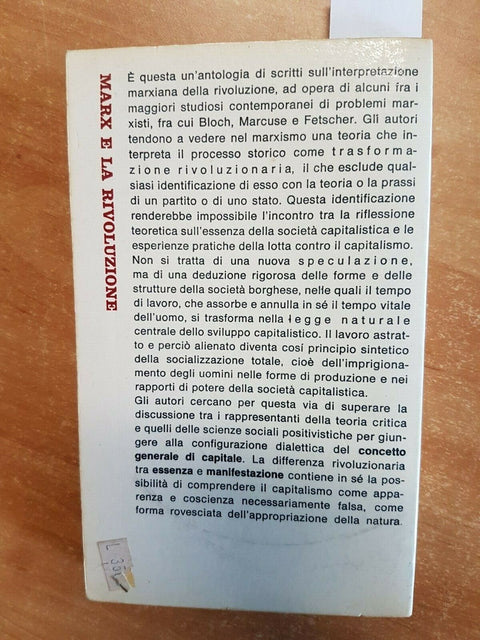 MARX E LA RIVOLUZIONE
È questa un'antologia di scritti sull'interpretazione
marxiana della rivoluzione, ad opera di alcuni fra i
maggiori studiosi contemporanei di problemi mar-
xisti, fra cui Bloch, Marcuse e Fetscher. Gli autori
tendono a vedere nel marxismo una teoria che in-
terpreta il processo storico come trasforma-
zione rivoluzionaria, il che esclude qual-
siasi identificazione di esso con la teoria o la prassi
di un partito o di uno stato. Questa identificazione
renderebbe impossibile l'incontro tra la riflessione
teoretica sull'essenza della società capitalistica e le
esperienze pratiche della lotta contro il capitalismo.
Non si tratta di una nuova speculazione,
ma di una deduzione rigorosa delle forme e delle
strutture della società borghese, nelle quali il tempo
di lavoro, che assorbe e annulla in sé il tempo vitale
dell'uomo, si trasforma nella legge naturale
centrale dello sviluppo capitalistico. Il lavoro astrat-
to e perciò alienato diventa cosí principio sintetico
della socializzazione totale, cioè dell'imprigiona-
mento degli uomini nelle forme di produzione e nei
rapporti di potere della società capitalistica.
Gli autori cercano per questa via di superare la
discussione tra i rappresentanti della teoria critica
e quelli delle scienze sociali positivistiche per giun-
gere alla configurazione dialettica del concetto
generale di capitale. La differenza rivoluzionaria
tra essenza e manifestazione contiene in sé la pos-
sibilità di comprendere il capitalismo come appa-
renza e coscienza necessariamente falsa, come
forma rovesciata dell'appropriazione della natura.